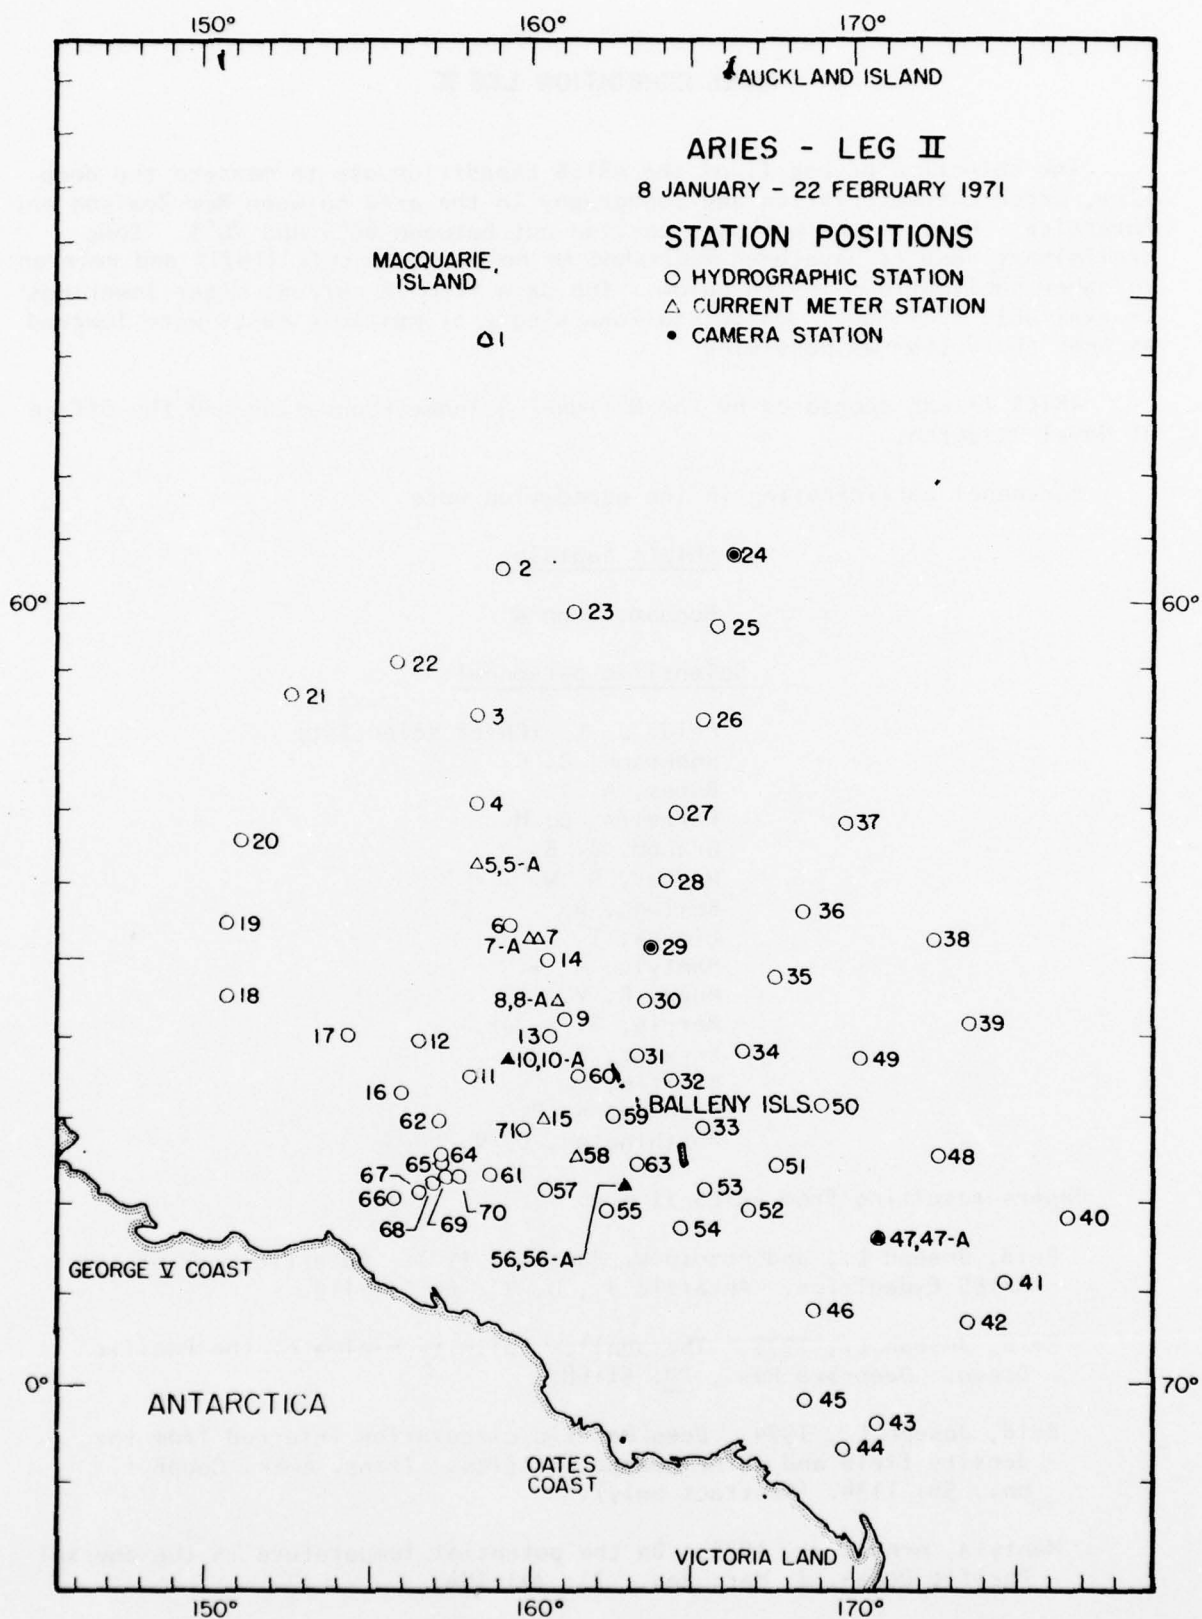 150° 160° 170°
AUCKLAND ISLAND
ARIES - LEG II
8 JANUARY - 22 FEBRUARY 1971
STATION POSITIONS
○ HYDROGRAPHIC STATION
△ CURRENT METER STATION
• CAMERA STATION
MACQUARIE
ISLAND
1
24
2
60° 60°
23
25
22
21
3
26
4
27
37
20
5,5-A
28
36
19
6
7
7-A
29
38
14
35
18
8,8-A
30
9
39
17
12
13
10,10-A
31
34
49
11
60
32
16
BALLENY ISLS.
50
62
15
59
71
33
64
58
48
65
63
51
67
61
66
57
53
68
69
70
55
54
52
40
56,56-A
47,47-A
GEORGE V COAST
41
46
42
0° 70°
ANTARCTICA
45
43
44
OATES
COAST
VICTORIA LAND
150° 160° 170°